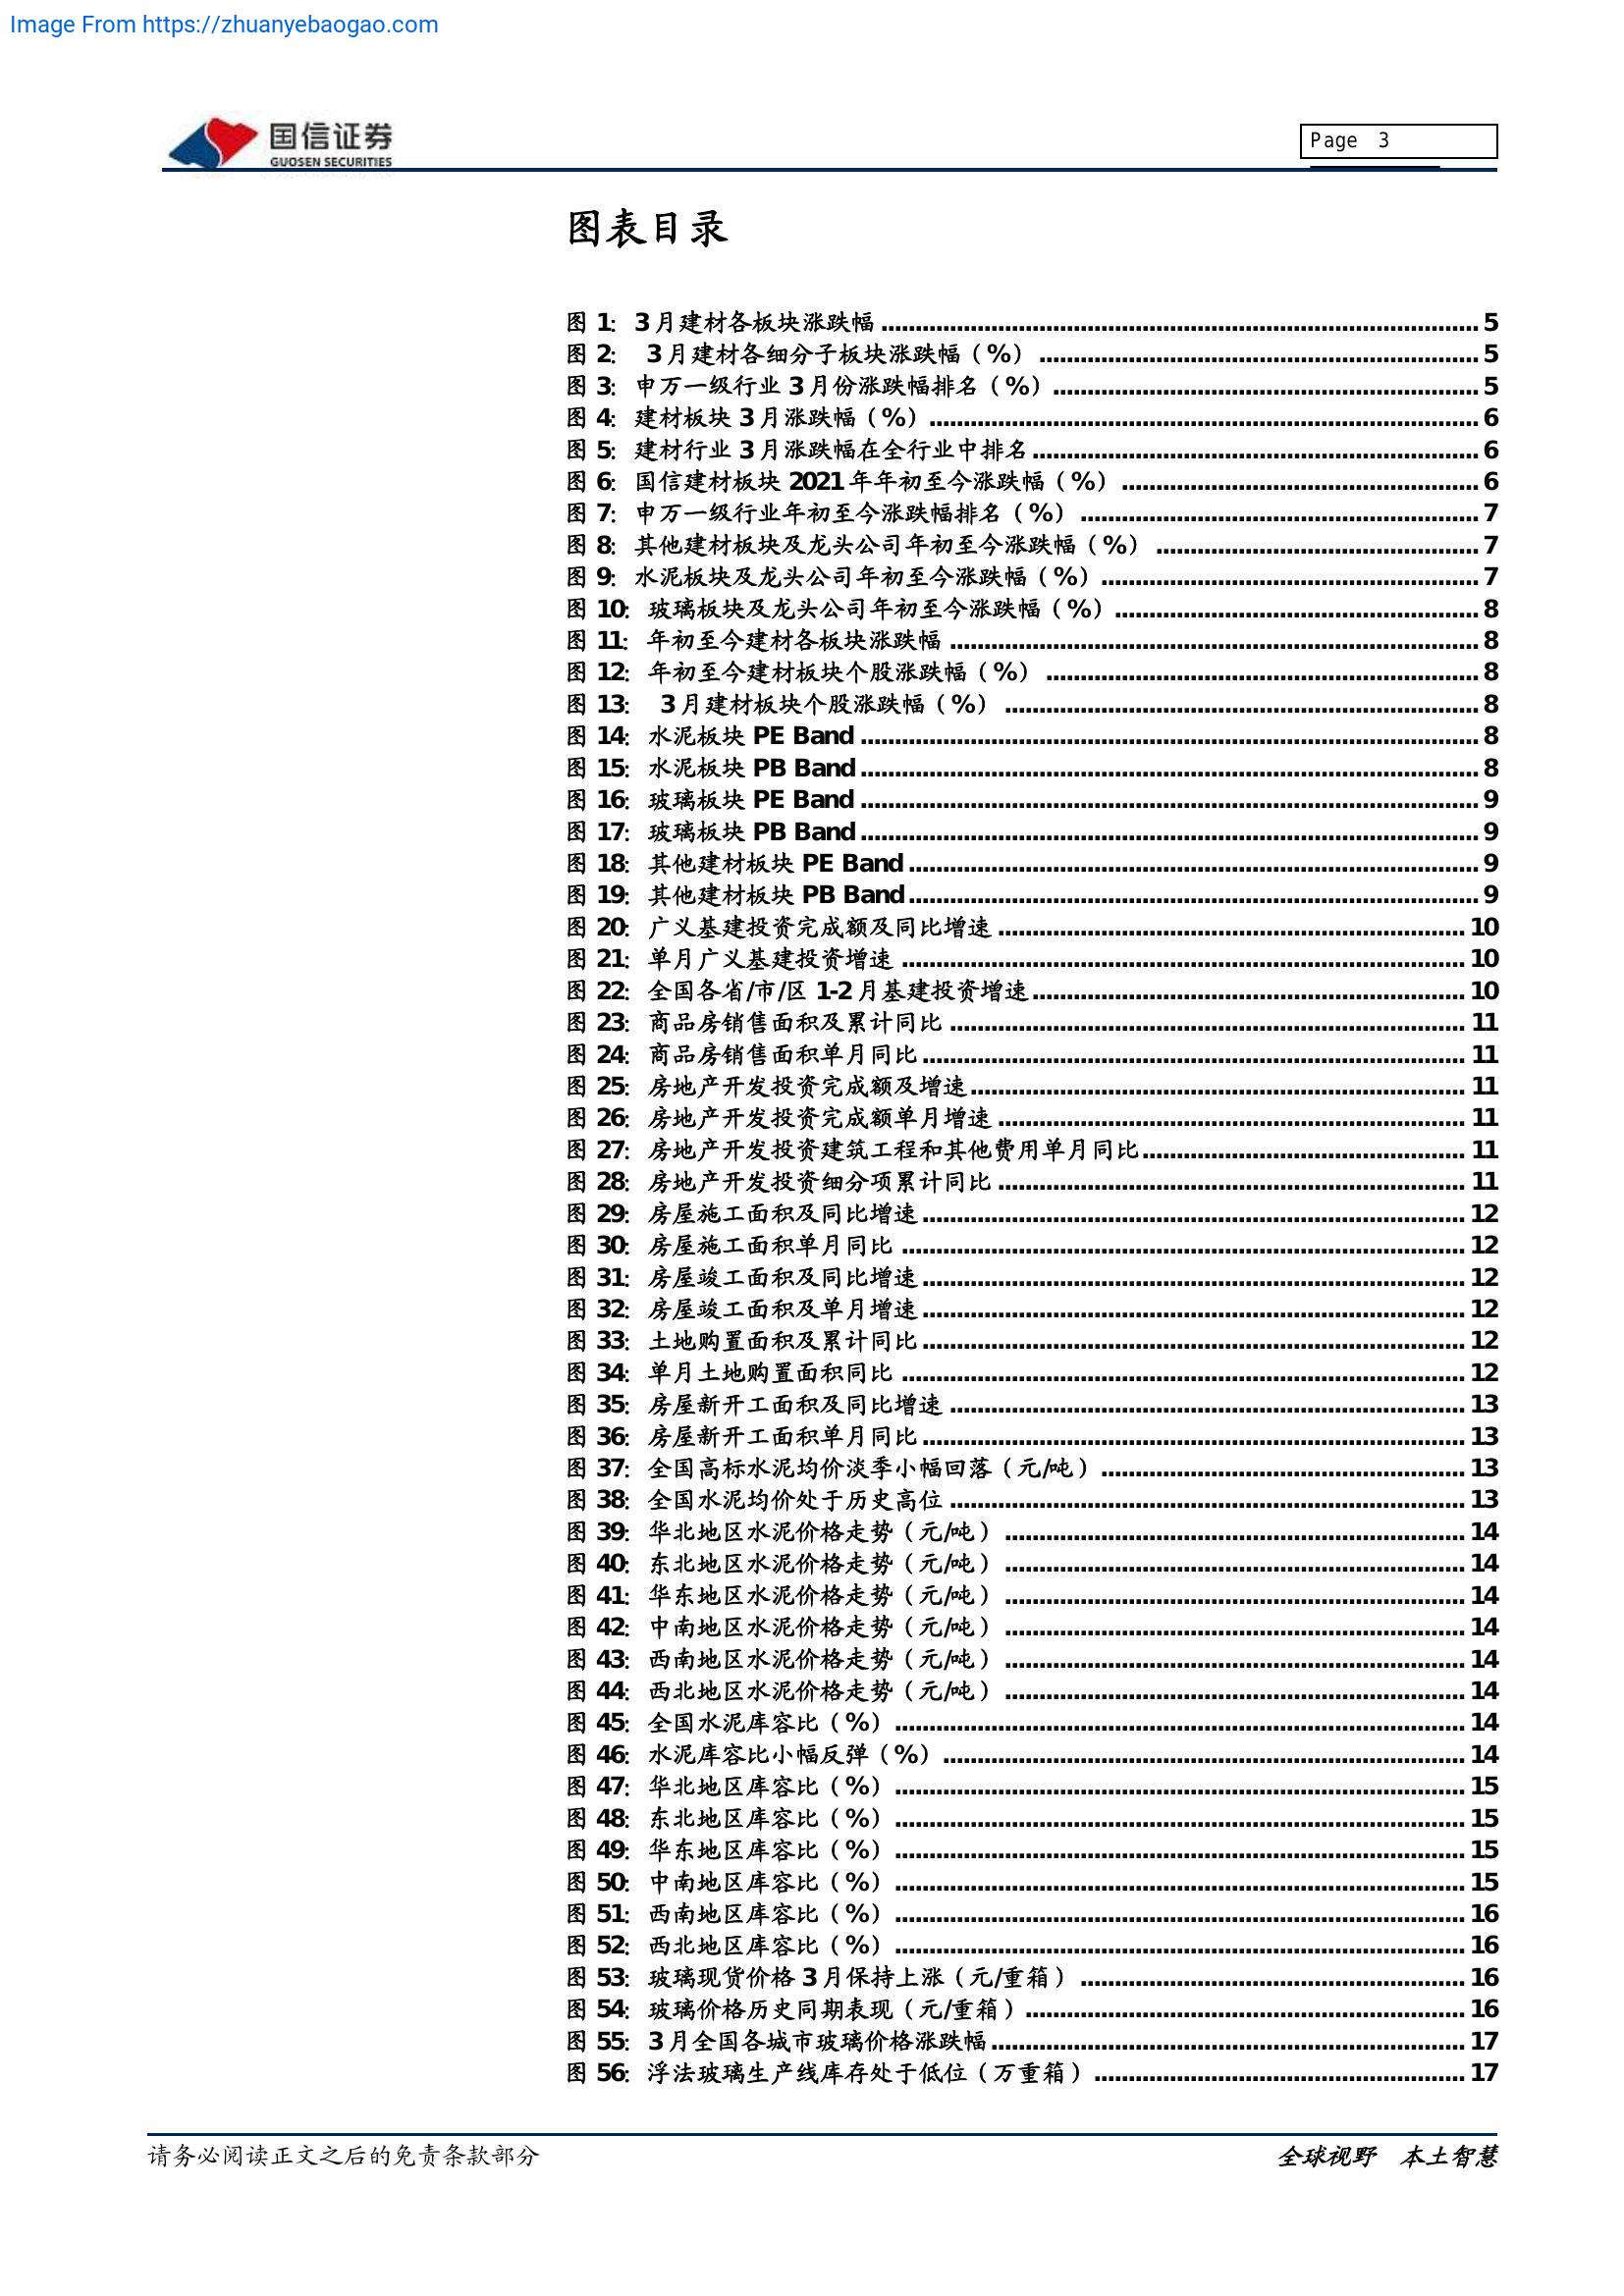 Image From https://zhuanyebaogao.com
国信证券
GUOSEN SECURITIES
Page 3
图表目录
图 1: 3 月建材各板块涨跌幅 ........ 5
图 2: 3 月建材各细分子板块涨跌幅（%） ........ 5
图 3: 申万一级行业 3 月份涨跌幅排名（%） ........ 5
图 4: 建材板块 3 月涨跌幅（%） ........ 6
图 5: 建材行业 3 月涨跌幅在全行业中排名 ........ 6
图 6: 国信建材板块 2021 年年初至今涨跌幅（%） ........ 6
图 7: 申万一级行业年初至今涨跌幅排名（%） ........ 7
图 8: 其他建材板块及龙头公司年初至今涨跌幅（%） ........ 7
图 9: 水泥板块及龙头公司年初至今涨跌幅（%） ........ 7
图 10: 玻璃板块及龙头公司年初至今涨跌幅（%） ........ 8
图 11: 年初至今建材各板块涨跌幅 ........ 8
图 12: 年初至今建材板块个股涨跌幅（%） ........ 8
图 13: 3 月建材板块个股涨跌幅（%） ........ 8
图 14: 水泥板块 PE Band ........ 8
图 15: 水泥板块 PB Band ........ 8
图 16: 玻璃板块 PE Band ........ 9
图 17: 玻璃板块 PB Band ........ 9
图 18: 其他建材板块 PE Band ........ 9
图 19: 其他建材板块 PB Band ........ 9
图 20: 广义基建投资完成额及同比增速 ........ 10
图 21: 单月广义基建投资增速 ........ 10
图 22: 全国各省/市/区 1-2 月基建投资增速 ........ 10
图 23: 商品房销售面积及累计同比 ........ 11
图 24: 商品房销售面积单月同比 ........ 11
图 25: 房地产开发投资完成额及增速 ........ 11
图 26: 房地产开发投资完成额单月增速 ........ 11
图 27: 房地产开发投资建筑工程和其他费用单月同比 ........ 11
图 28: 房地产开发投资细分项累计同比 ........ 11
图 29: 房屋施工面积及同比增速 ........ 12
图 30: 房屋施工面积单月同比 ........ 12
图 31: 房屋竣工面积及同比增速 ........ 12
图 32: 房屋竣工面积及单月增速 ........ 12
图 33: 土地购置面积及累计同比 ........ 12
图 34: 单月土地购置面积同比 ........ 12
图 35: 房屋新开工面积及同比增速 ........ 13
图 36: 房屋新开工面积单月同比 ........ 13
图 37: 全国高标水泥均价淡季小幅回落（元/吨） ........ 13
图 38: 全国水泥均价处于历史高位 ........ 13
图 39: 华北地区水泥价格走势（元/吨） ........ 14
图 40: 东北地区水泥价格走势（元/吨） ........ 14
图 41: 华东地区水泥价格走势（元/吨） ........ 14
图 42: 中南地区水泥价格走势（元/吨） ........ 14
图 43: 西南地区水泥价格走势（元/吨） ........ 14
图 44: 西北地区水泥价格走势（元/吨） ........ 14
图 45: 全国水泥库容比（%） ........ 14
图 46: 水泥库容比小幅反弹（%） ........ 14
图 47: 华北地区库容比（%） ........ 15
图 48: 东北地区库容比（%） ........ 15
图 49: 华东地区库容比（%） ........ 15
图 50: 中南地区库容比（%） ........ 15
图 51: 西南地区库容比（%） ........ 16
图 52: 西北地区库容比（%） ........ 16
图 53: 玻璃现货价格 3 月保持上涨（元/重箱） ........ 16
图 54: 玻璃价格历史同期表现（元/重箱） ........ 16
图 55: 3 月全国各城市玻璃价格涨跌幅 ........ 17
图 56: 浮法玻璃生产线库存处于低位（万重箱） ........ 17
请务必阅读正文之后的免责条款部分
全球视野 本土智慧